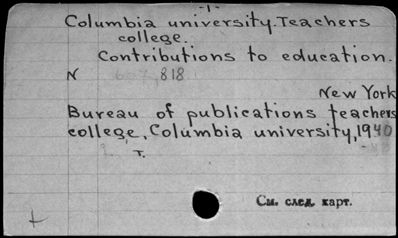 -1-
Columbia university. Teachers
college.
Contributions to education.
N 607,818
New York
Bureau of publications teachers
college, Columbia university, 1940
T.
См. след. карт.